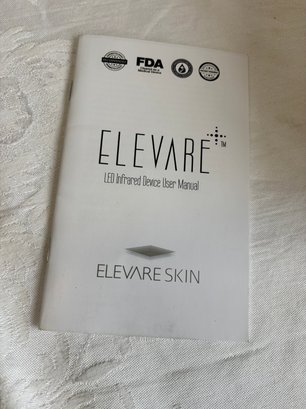 FDA
ELEVARE
TM
LED Infrared Device User Manual
ELEVARE SKIN